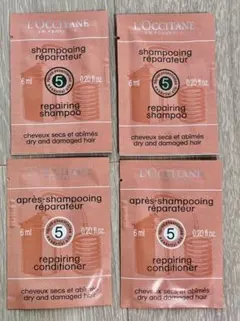 L'OCCITANE
EN PROVENCE
shampooing
réparateur
6 ml
5
0.20 fl.oz.
repairing
shampoo
cheveux secs et abîmés
dry and damaged hair
L'OCCITANE
shampooing
réparateur
6 ml
5
0.20 fl.oz.
repairing
shampoo
cheveux secs et abîmés
dry and damaged hair
L'OCCITANE
après-shampooing
réparateur
6 ml
5
0.20 fl.oz.
repairing
conditioner
cheveux secs et abîmés
dry and damaged hair
L'OCCITANE
après-shampooing
réparateur
6 ml
5
0.20 fl.oz.
repairing
conditioner
cheveux secs et abîmés
dry and damaged hair